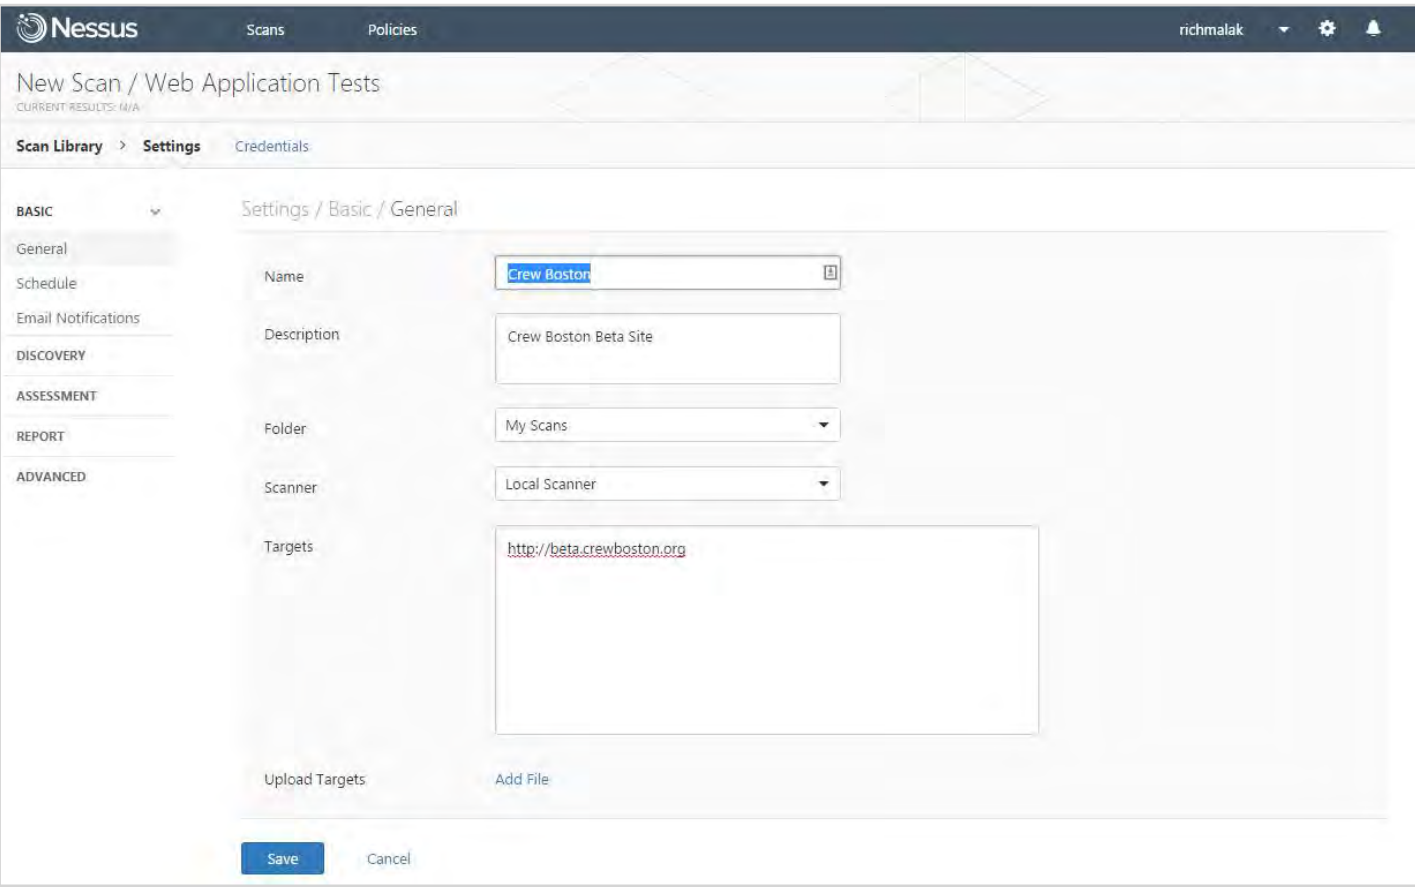 Nessus Scans Policies richmalak
New Scan / Web Application Tests
CURRENT RESULTS: N/A
Scan Library > Settings Credentials
BASIC
General
Schedule
Email Notifications
DISCOVERY
ASSESSMENT
REPORT
ADVANCED
Settings / Basic / General
Name Crew Boston
Description Crew Boston Beta Site
Folder My Scans
Scanner Local Scanner
Targets http://beta.crewboston.org
Upload Targets Add File
Save Cancel